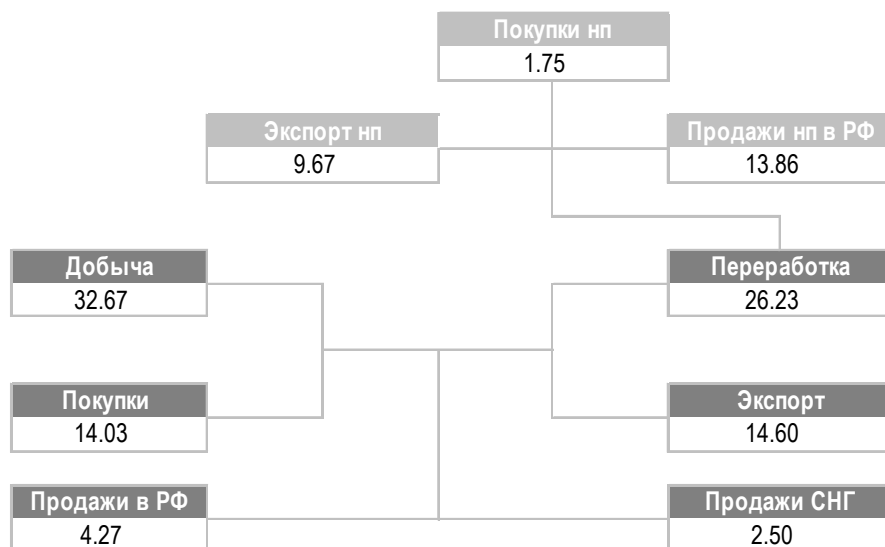 Покупки нп
1.75
Экспорт нп
9.67
Продажи нп в РФ
13.86
Добыча
32.67
Переработка
26.23
Покупки
14.03
Экспорт
14.60
Продажи в РФ
4.27
Продажи СНГ
2.50